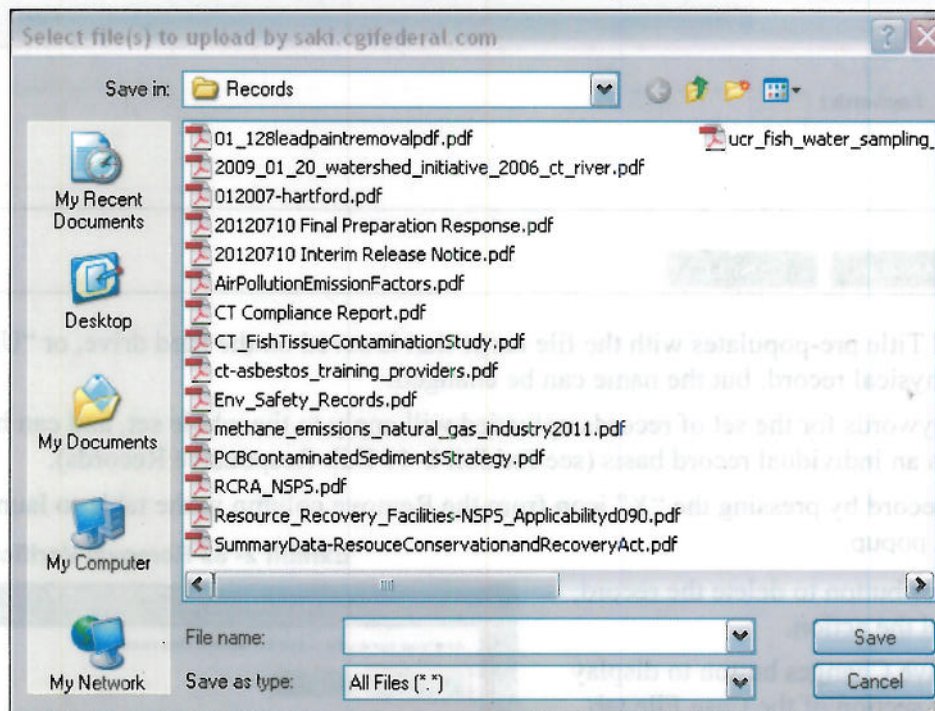 Select file(s) to upload by saki.cgifederal.com
Save in: Records
My Recent Documents
Desktop
My Documents
My Computer
My Network
01_128leadpaintremovalpdf.pdf
2009_01_20_watershed_initiative_2006_ct_river.pdf
012007-hartford.pdf
20120710 Final Preparation Response.pdf
20120710 Interim Release Notice.pdf
AirPollutionEmissionFactors.pdf
CT Compliance Report.pdf
CT_FishTissueContaminationStudy.pdf
ct-asbestos_training_providers.pdf
Env_Safety_Records.pdf
methane_emissions_natural_gas_industry2011.pdf
PCBContaminatedSedimentsStrategy.pdf
RCRA_NSPS.pdf
Resource_Recovery_Facilities-NSPS_Applicabilityd090.pdf
SummaryData-ResouceConservationandRecoveryAct.pdf
ucr_fish_water_sampling_
File name:
Save
Save as type: All Files (*.*)
Cancel